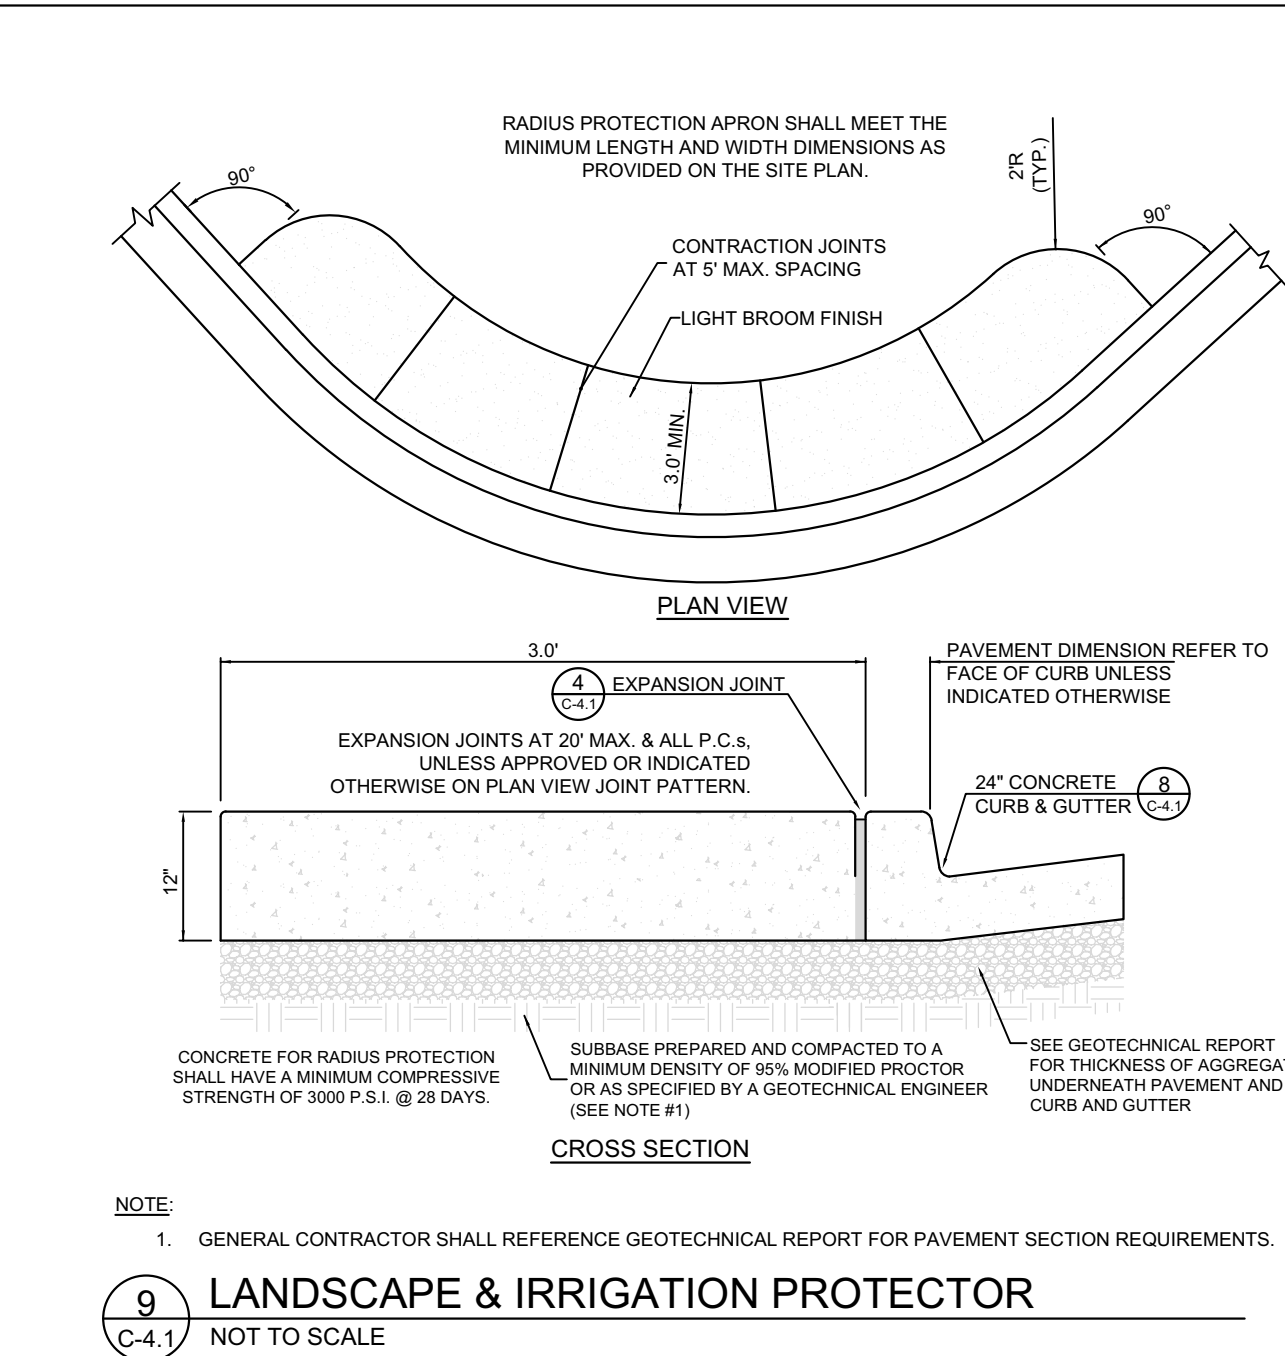 RADIUS PROTECTION APRON SHALL MEET THE
MINIMUM LENGTH AND WIDTH DIMENSIONS AS
PROVIDED ON THE SITE PLAN.
2'R
(TYP.)
90°
90°
CONTRACTION JOINTS
AT 5' MAX. SPACING
LIGHT BROOM FINISH
3.0' MIN.
PLAN VIEW
3.0'
PAVEMENT DIMENSION REFER TO
FACE OF CURB UNLESS
INDICATED OTHERWISE
4
C-4.1
EXPANSION JOINT
EXPANSION JOINTS AT 20' MAX. & ALL P.C.s,
UNLESS APPROVED OR INDICATED
OTHERWISE ON PLAN VIEW JOINT PATTERN.
24" CONCRETE
CURB & GUTTER
8
C-4.1
12"
CONCRETE FOR RADIUS PROTECTION
SHALL HAVE A MINIMUM COMPRESSIVE
STRENGTH OF 3000 P.S.I. @ 28 DAYS.
SUBBASE PREPARED AND COMPACTED TO A
MINIMUM DENSITY OF 95% MODIFIED PROCTOR
OR AS SPECIFIED BY A GEOTECHNICAL ENGINEER
(SEE NOTE #1)
SEE GEOTECHNICAL REPORT
FOR THICKNESS OF
UNDERNEATH PAVEMENT AND
CURB AND GUTTER
CROSS SECTION
NOTE:
1. GENERAL CONTRACTOR SHALL REFERENCE GEOTECHNICAL REPORT FOR PAVEMENT SECTION REQUIREMENTS.
9
C-4.1
LANDSCAPE & IRRIGATION PROTECTOR
NOT TO SCALE